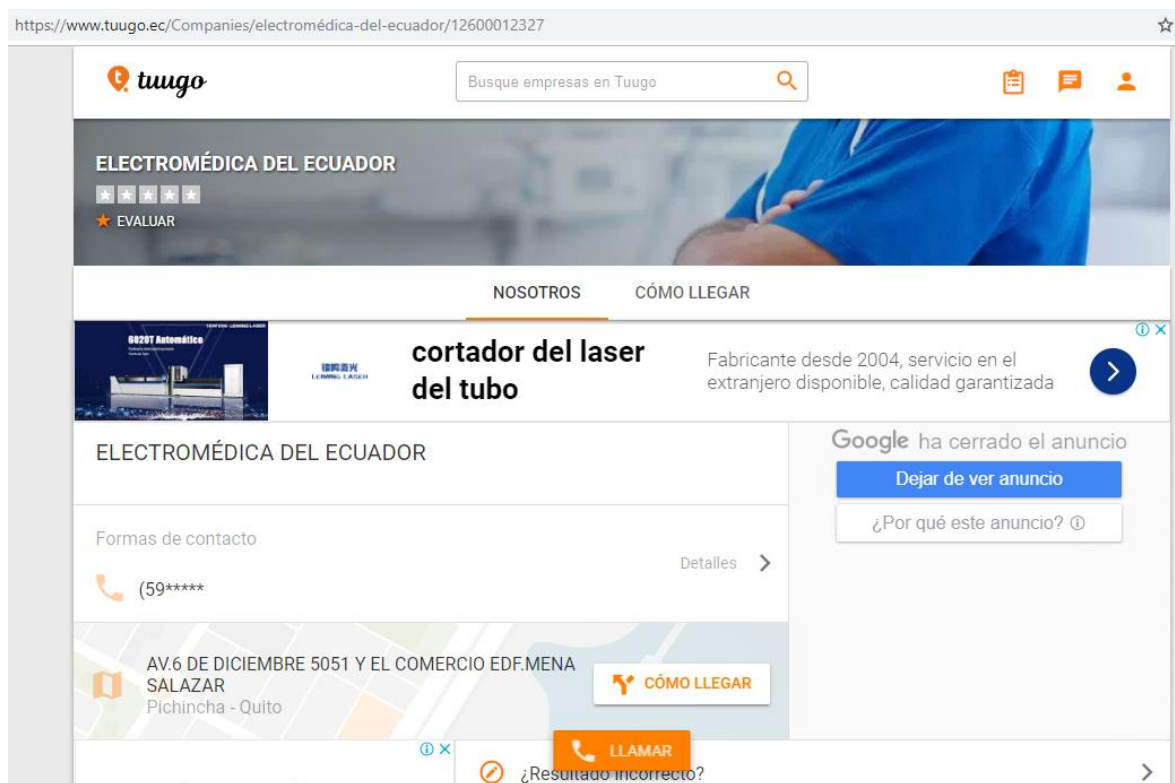 https://www.tuugo.ec/Companies/electromédica-del-ecuador/12600012327
tuugo
Busque empresas en Tuugo
ELECTROMÉDICA DEL ECUADOR
EVALUAR
NOSOTROS
CÓMO LLEGAR
6020T Automático
LEIMING LASER
cortador del laser
del tubo
Fabricante desde 2004, servicio en el
extranjero disponible, calidad garantizada
ELECTROMÉDICA DEL ECUADOR
Google ha cerrado el anuncio
Dejar de ver anuncio
¿Por qué este anuncio?
Formas de contacto
Detalles
(59*****
AV.6 DE DICIEMBRE 5051 Y EL COMERCIO EDF.MENA
SALAZAR
Pichincha - Quito
CÓMO LLEGAR
LLAMAR
¿Resultado incorrecto?